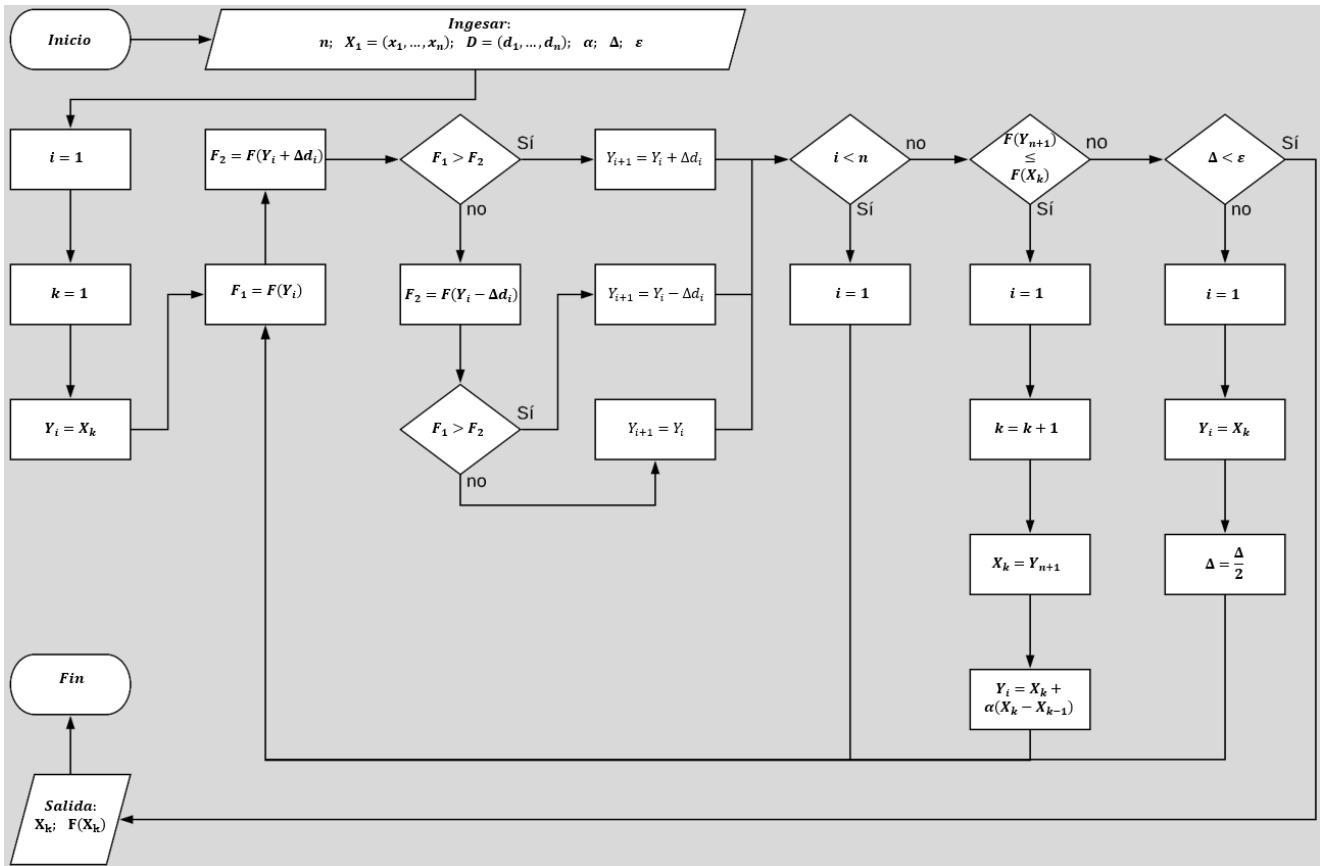 Inicio
Ingesar:
n; X₁ = (x₁, ..., xₙ); D = (d₁, ..., dₙ); α; Δ; ε
i = 1
k = 1
Yᵢ = Xₖ
F₂ = F(Yᵢ + Δdᵢ)
F₁ = F(Yᵢ)
F₁ > F₂
Sí
no
F₂ = F(Yᵢ − Δdᵢ)
F₁ > F₂
Sí
no
Yᵢ₊₁ = Yᵢ + Δdᵢ
Yᵢ₊₁ = Yᵢ − Δdᵢ
Yᵢ₊₁ = Yᵢ
i < n
no
Sí
i = 1
F(Yₙ₊₁)
≤
F(Xₖ)
no
Sí
i = 1
k = k + 1
Xₖ = Yₙ₊₁
Yᵢ = Xₖ +
α(Xₖ − Xₖ₋₁)
Δ < ε
Sí
no
i = 1
Yᵢ = Xₖ
Δ = Δ/2
Fin
Salida:
Xₖ; F(Xₖ)